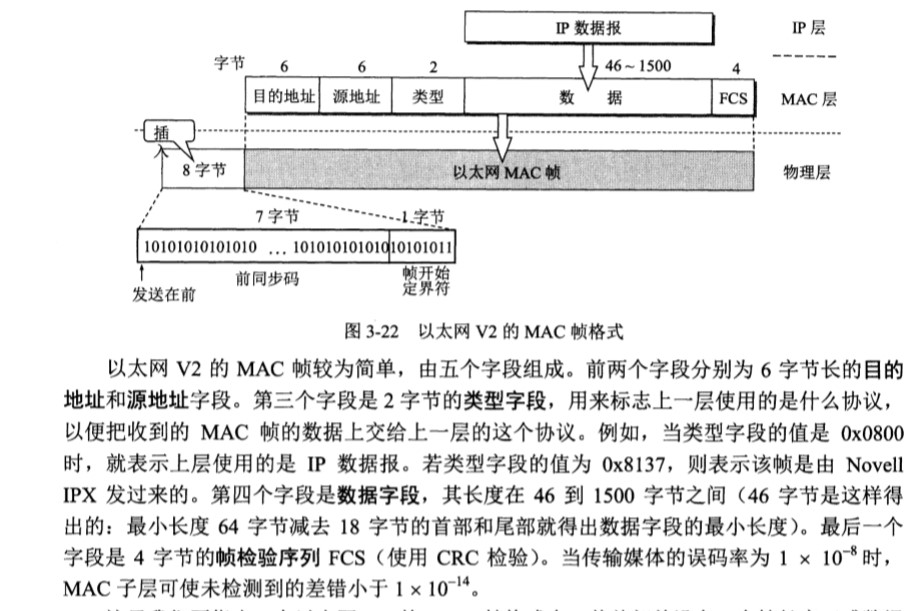 IP 数据报
IP 层
字节 6 6 2 46~1500 4
目的地址 源地址 类型 数 据 FCS
MAC 层
插入
8 字节
以太网 MAC 帧
物理层
7 字节 1 字节
10101010101010 … 101010101010 10101011
前同步码
帧开始
定界符
发送在前
图 3-22 以太网 V2 的 MAC 帧格式
以太网 V2 的 MAC 帧较为简单，由五个字段组成。前两个字段分别为 6 字节长的目的
地址和源地址字段。第三个字段是 2 字节的类型字段，用来标志上一层使用的是什么协议，
以便把收到的 MAC 帧的数据上交给上一层的这个协议。例如，当类型字段的值是 0x0800
时，就表示上层使用的是 IP 数据报。若类型字段的值为 0x8137，则表示该帧是由 Novell
IPX 发过来的。第四个字段是数据字段，其长度在 46 到 1500 字节之间（46 字节是这样得
出的：最小长度 64 字节减去 18 字节的首部和尾部就得出数据字段的最小长度）。最后一个
字段是 4 字节的帧检验序列 FCS（使用 CRC 检验）。当传输媒体的误码率为 1 × 10⁻⁸ 时，
MAC 子层可使未检测到的差错小于 1 × 10⁻¹⁴。